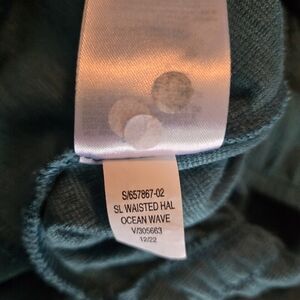 S/657867-02
SL WAISTED HAL
OCEAN WAVE
V/305663
12/22